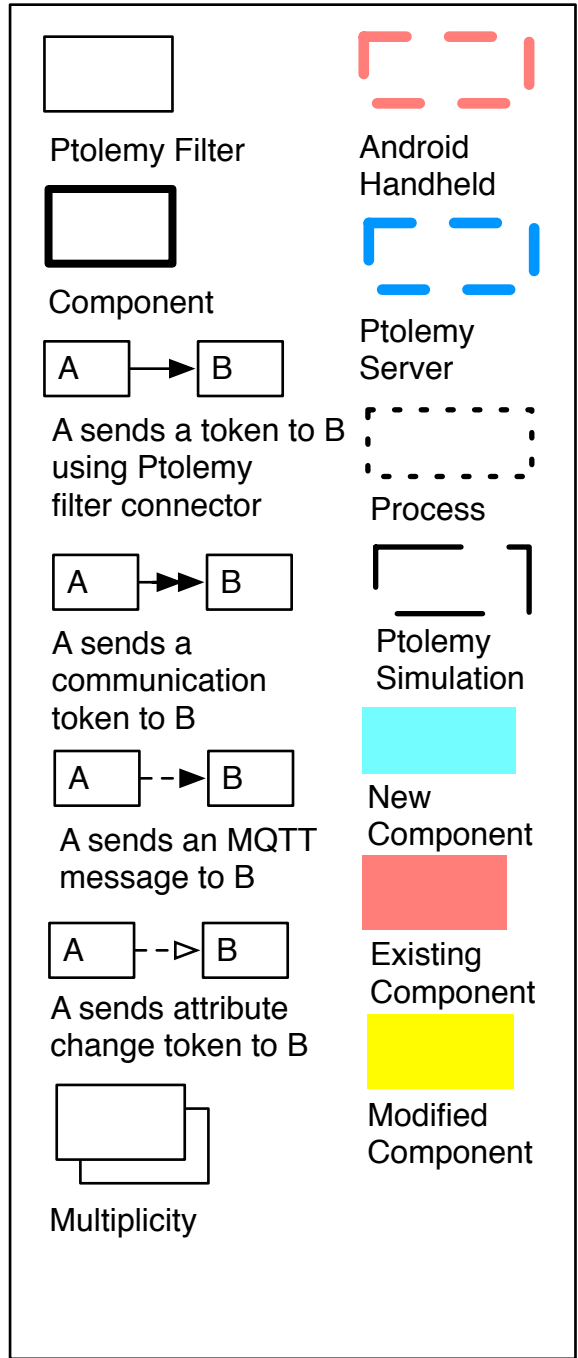 Ptolemy Filter
Component
A
B
A sends a token to B
using Ptolemy
filter connector
A
B
A sends a
communication
token to B
A
B
A sends an MQTT
message to B
A
B
A sends attribute
change token to B
Multiplicity
Android
Handheld
Ptolemy
Server
Process
Ptolemy
Simulation
New
Component
Existing
Component
Modified
Component